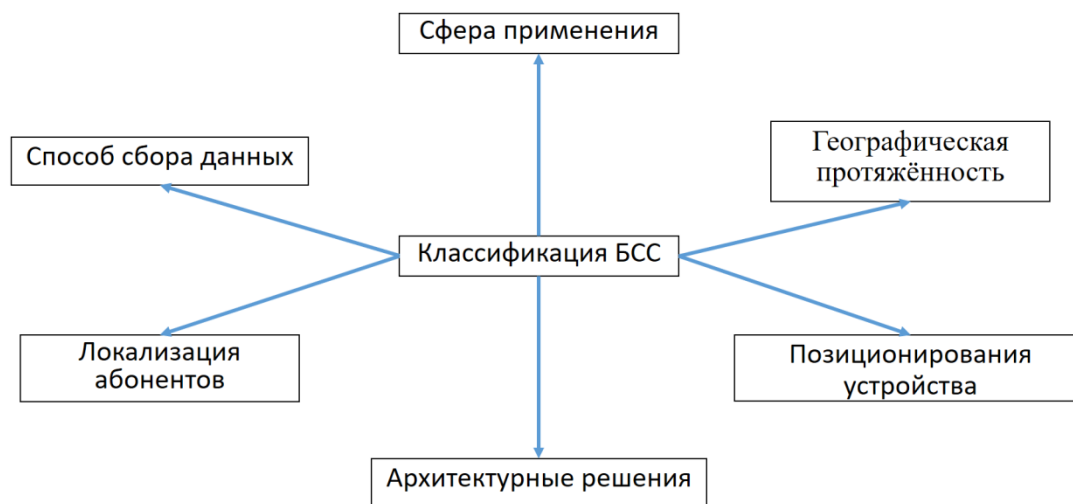 Сфера применения
Способ сбора данных
Географическая
протяжённость
Классификация БСС
Локализация
абонентов
Позиционирования
устройства
Архитектурные решения